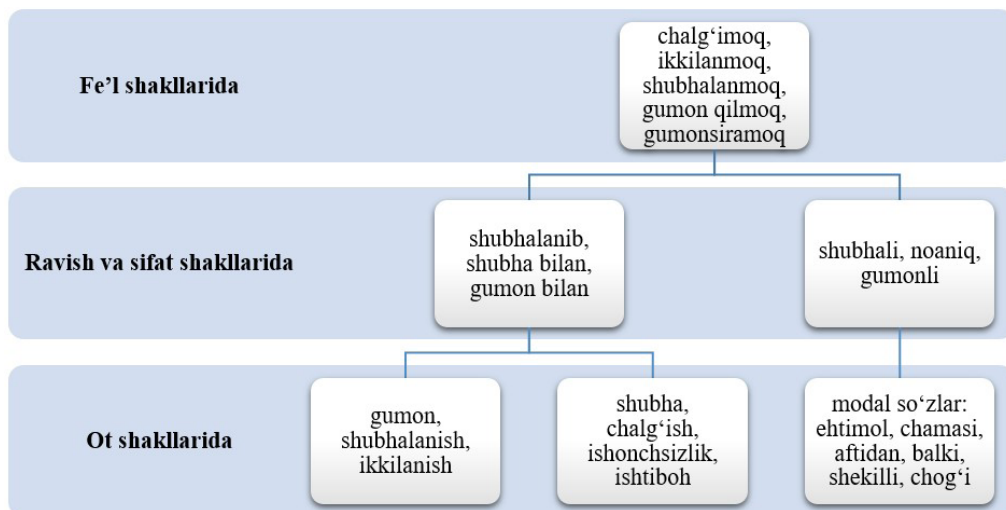 Fe’l shakllarida
chalg‘imoq,
ikkilanmoq,
shubhalanmoq,
gumon qilmoq,
gumonsiramoq
Ravish va sifat shakllarida
shubhalanib,
shubha bilan,
gumon bilan
shubhali, noaniq,
gumonli
Ot shakllarida
gumon,
shubhalanish,
ikkilanish
shubha,
chalg‘ish,
ishonchsizlik,
ishtiboh
modal so‘zlar:
ehtimol, chamasi,
aftidan, balki,
shekilli, chog‘i